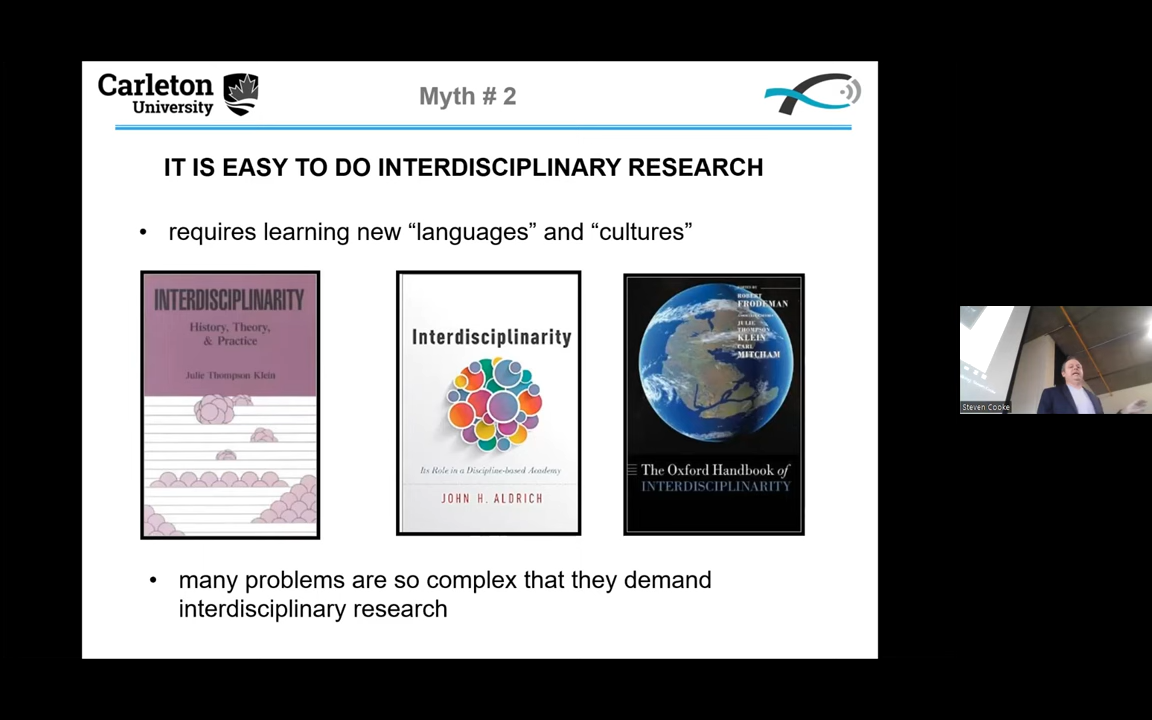 Carleton
University
Myth # 2
IT IS EASY TO DO INTERDISCIPLINARY RESEARCH
• requires learning new “languages” and “cultures”
INTERDISCIPLINARITY
History, Theory,
& Practice
Julie Thompson Klein
Interdisciplinarity
Its Role in a Discipline-based Academy
JOHN H. ALDRICH
ROBERT
FRODEMAN
JULIE
THOMPSON
KLEIN
CARL
MITCHAM
The Oxford Handbook of
INTERDISCIPLINARITY
• many problems are so complex that they demand
interdisciplinary research
Steven Cooke